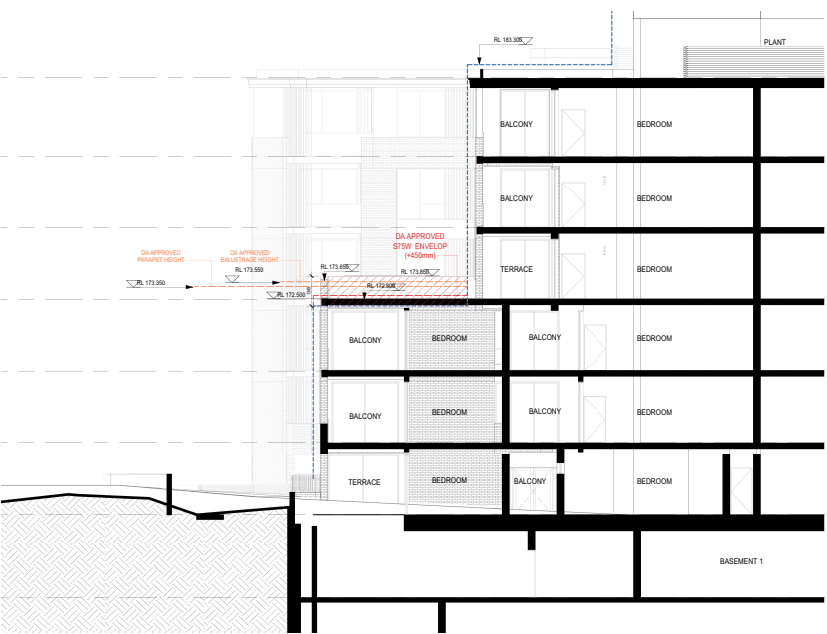 RL 183.300
PLANT
BALCONY
BEDROOM
BALCONY
BEDROOM
DA APPROVED
S75W ENVELOP
(+450mm)
DA APPROVED
PARAPET HEIGHT
DA APPROVED
BALUSTRADE HEIGHT
RL 173.550
RL 173.650
RL 173.850
TERRACE
BEDROOM
RL 173.350
RL 172.500
BALCONY
BEDROOM
BALCONY
BEDROOM
BALCONY
BEDROOM
BALCONY
BEDROOM
TERRACE
BEDROOM
BALCONY
BEDROOM
BASEMENT 1